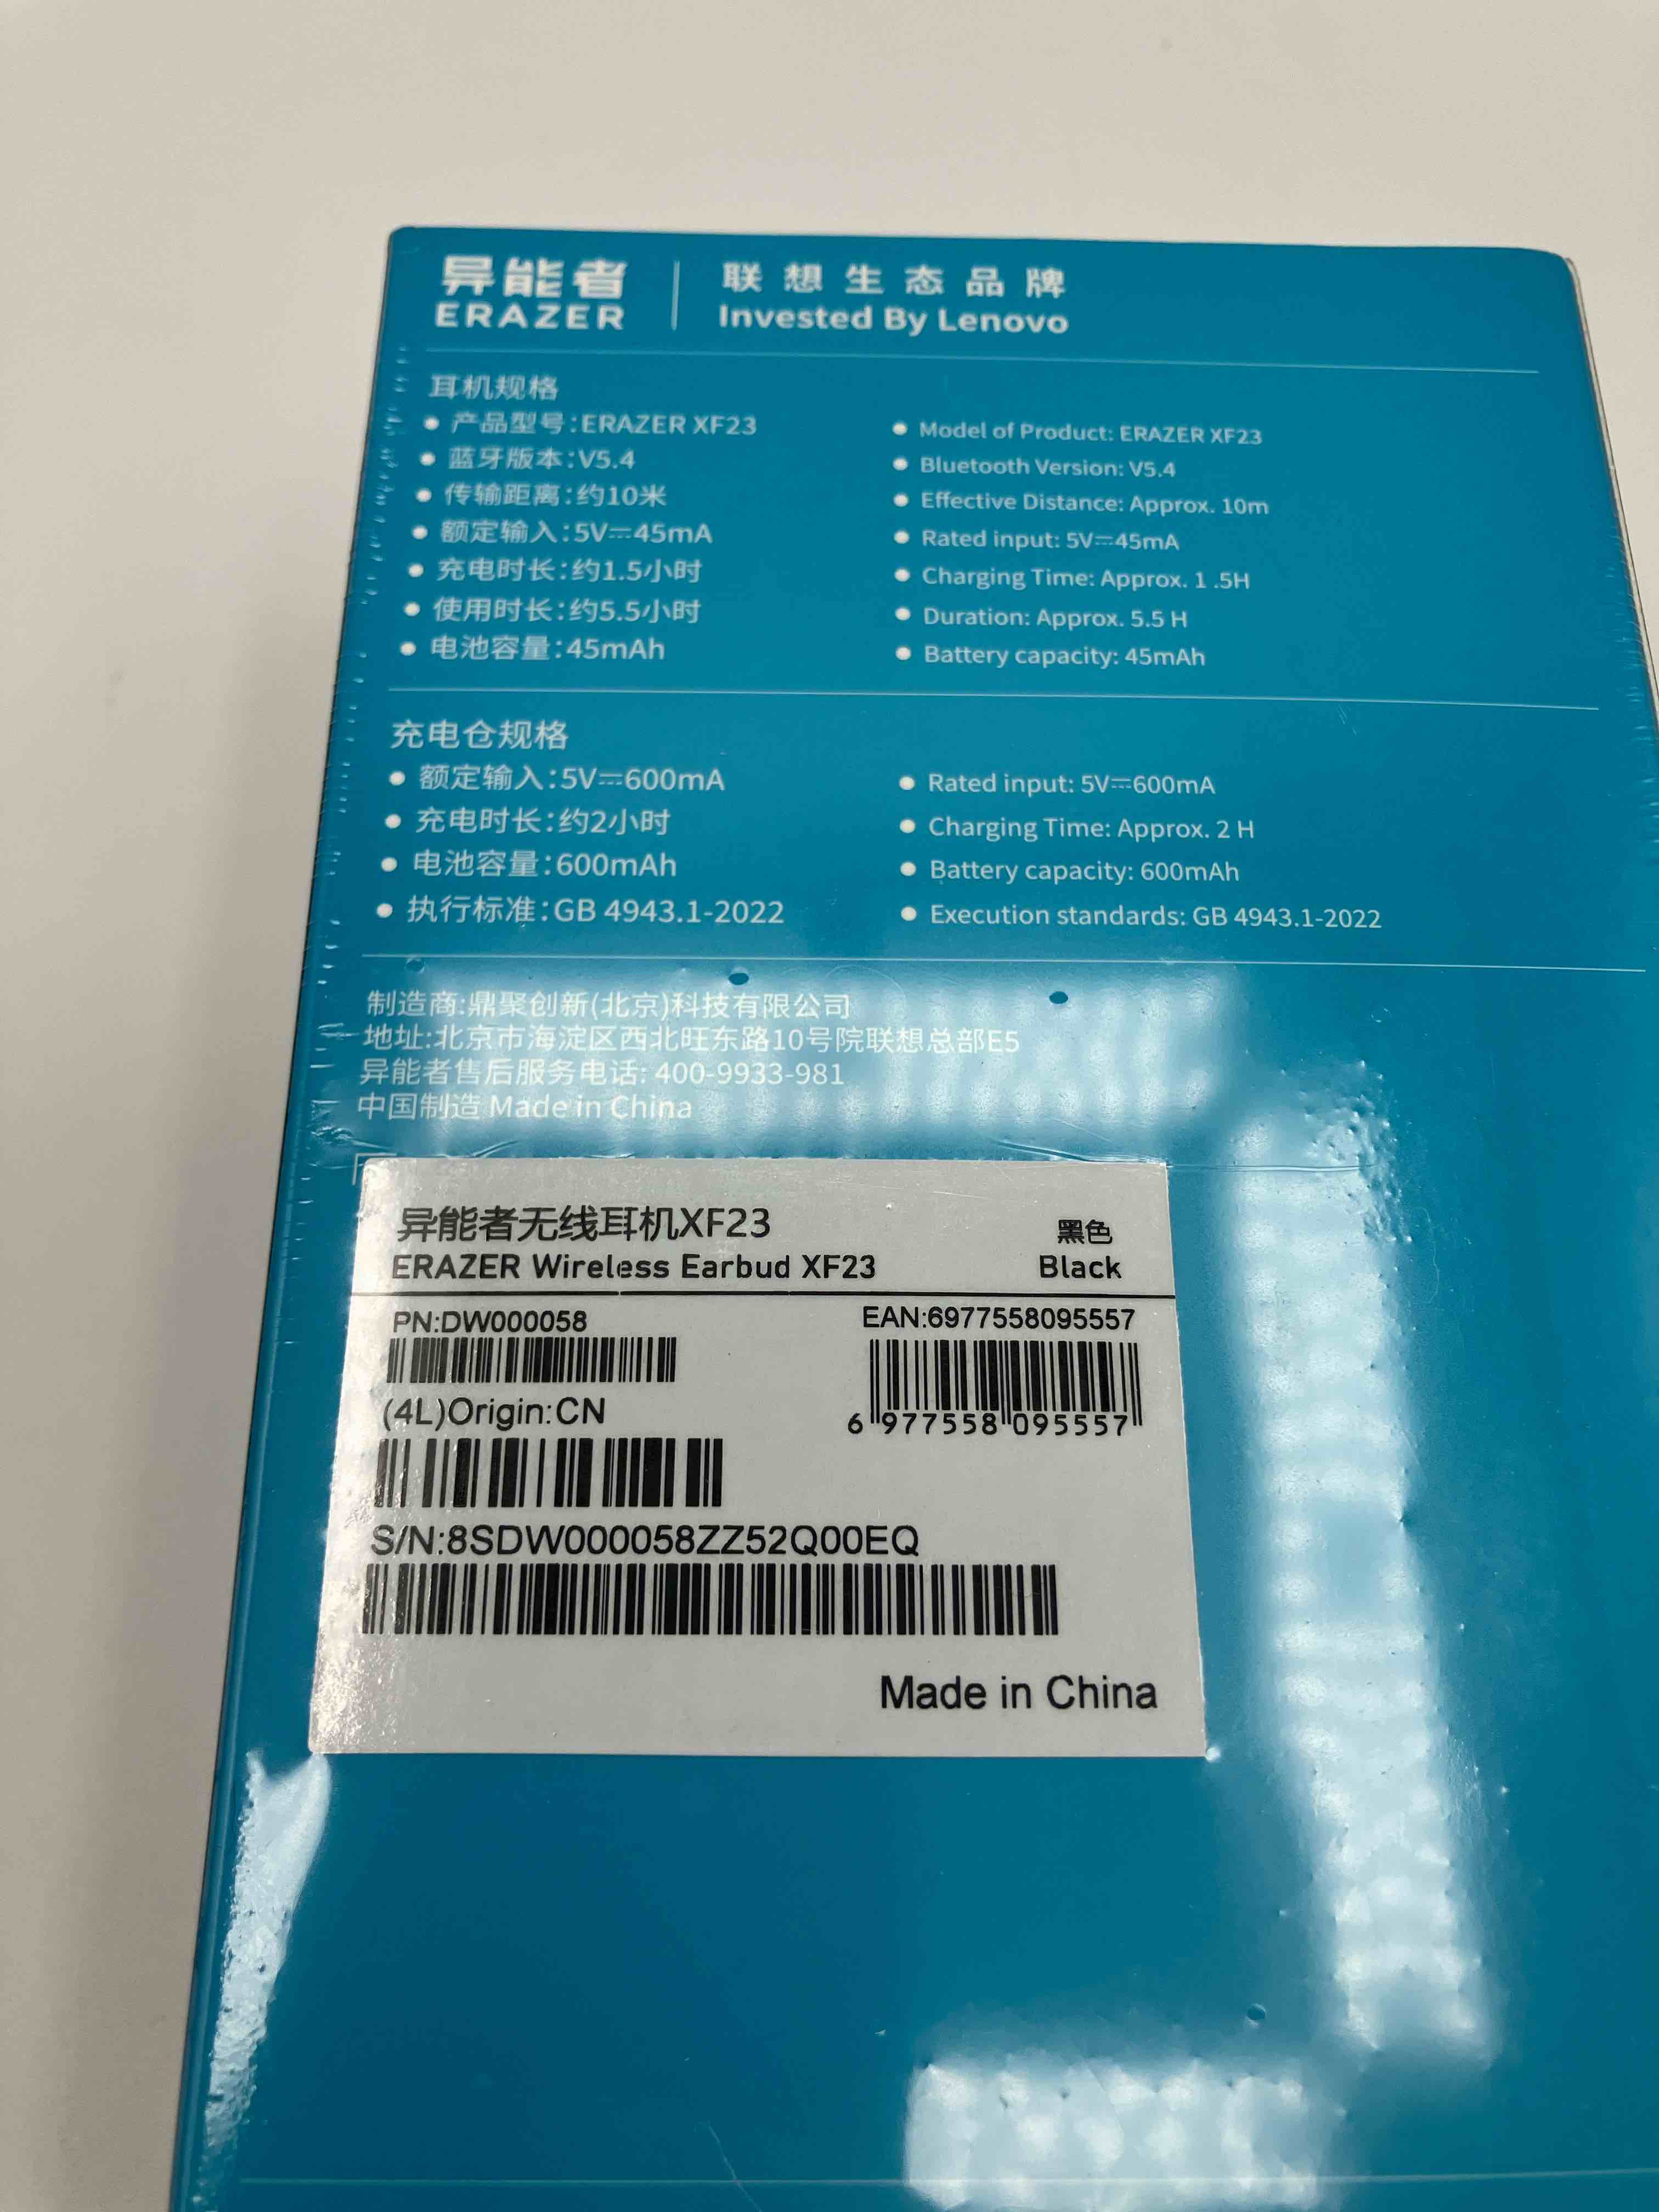 异能者
ERAZER
联想生态品牌
Invested By Lenovo
耳机规格
产品型号:ERAZER XF23
蓝牙版本:V5.4
传输距离:约10米
额定输入:5V⎓45mA
充电时长:约1.5小时
使用时长:约5.5小时
电池容量:45mAh
Model of Product: ERAZER XF23
Bluetooth Version: V5.4
Effective Distance: Approx. 10m
Rated input: 5V⎓45mA
Charging Time: Approx. 1 .5H
Duration: Approx. 5.5 H
Battery capacity: 45mAh
充电仓规格
额定输入:5V⎓600mA
充电时长:约2小时
电池容量:600mAh
执行标准:GB 4943.1-2022
Rated input: 5V⎓600mA
Charging Time: Approx. 2 H
Battery capacity: 600mAh
Execution standards: GB 4943.1-2022
制造商:鼎聚创新(北京)科技有限公司
地址:北京市海淀区西北旺东路10号院联想总部E5
异能者售后服务电话: 400-9933-981
中国制造 Made in China
异能者无线耳机XF23
黑色
ERAZER Wireless Earbud XF23
Black
PN:DW000058
EAN:6977558095557
6 977558 095557
(4L)Origin:CN
S/N:8SDW000058ZZ52Q00EQ
Made in China